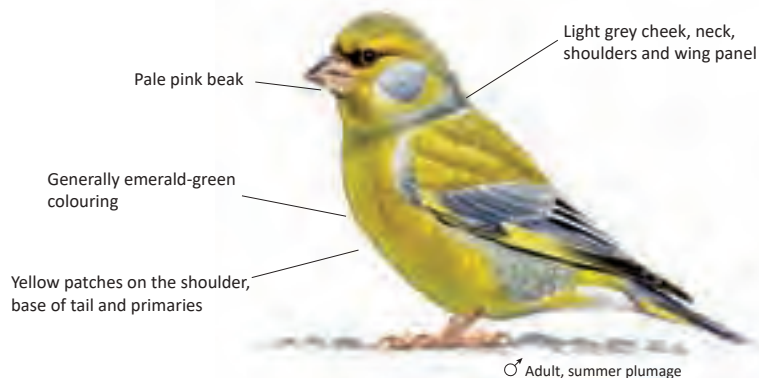 Light grey cheek, neck,
shoulders and wing panel
Pale pink beak
Generally emerald-green
colouring
Yellow patches on the shoulder,
base of tail and primaries
♂ Adult, summer plumage